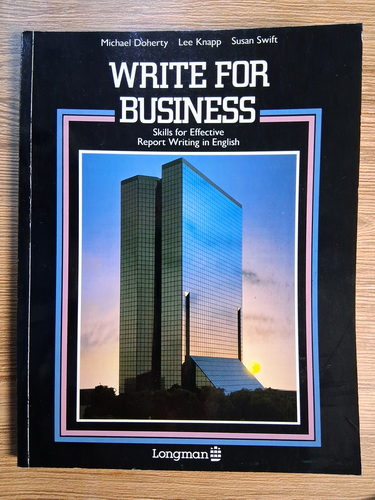 Michael Doherty Lee Knapp Susan Swift
WRITE FOR
BUSINESS
Skills for Effective
Report Writing in English
Longman